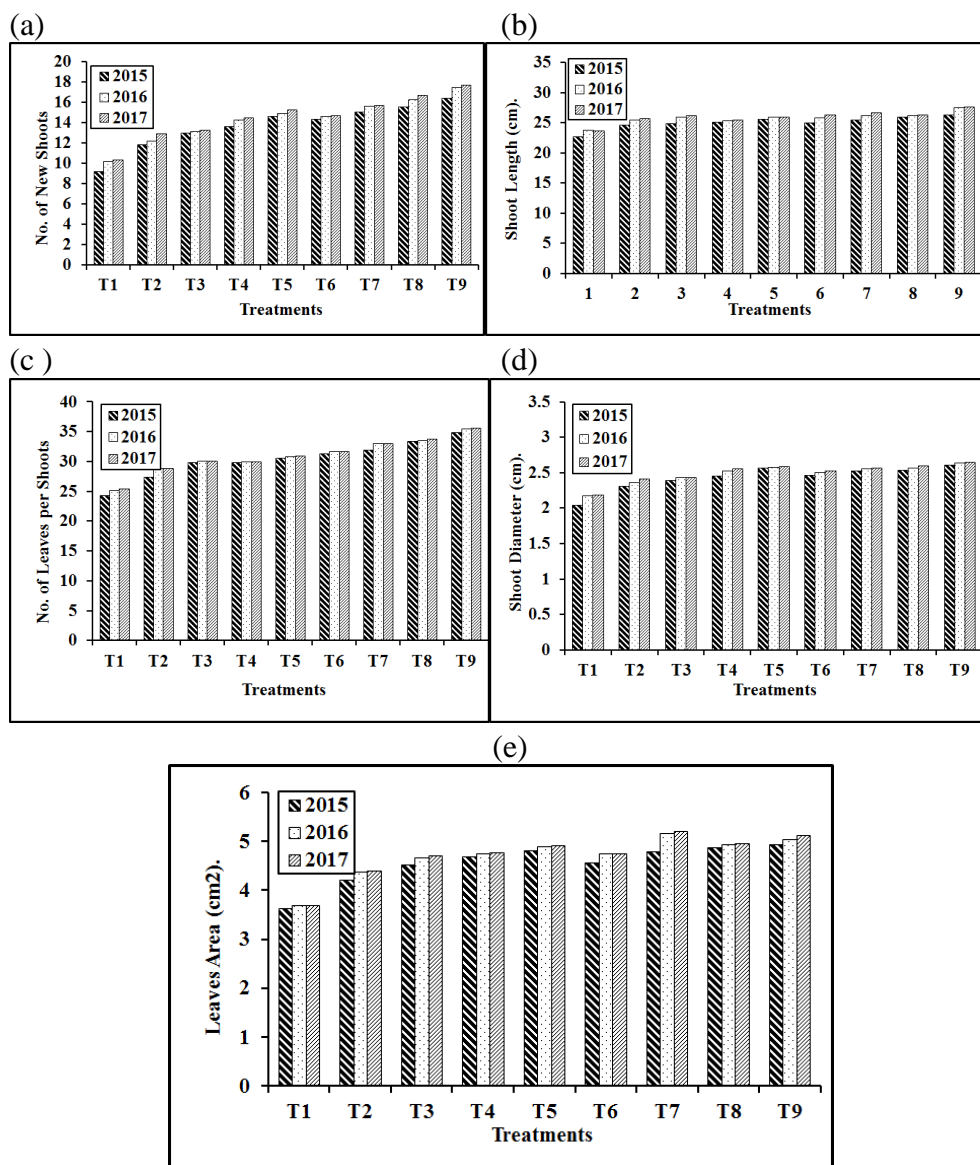 (a)
No. of New Shoots
20
18
16
14
12
10
8
6
4
2
0
2015
2016
2017
T1 T2 T3 T4 T5 T6 T7 T8 T9
Treatments
(b)
Shoot Length (cm).
35
30
25
20
15
10
5
0
2015
2016
2017
1 2 3 4 5 6 7 8 9
Treatments
(c )
No. of Leaves per Shoots
40
35
30
25
20
15
10
5
0
2015
2016
2017
T1 T2 T3 T4 T5 T6 T7 T8 T9
Treatments
(d)
Shoot Diameter (cm).
3.5
3
2.5
2
1.5
1
0.5
0
2015
2016
2017
T1 T2 T3 T4 T5 T6 T7 T8 T9
Treatments
(e)
Leaves Area (cm2).
6
5
4
3
2
1
0
2015
2016
2017
T1 T2 T3 T4 T5 T6 T7 T8 T9
Treatments